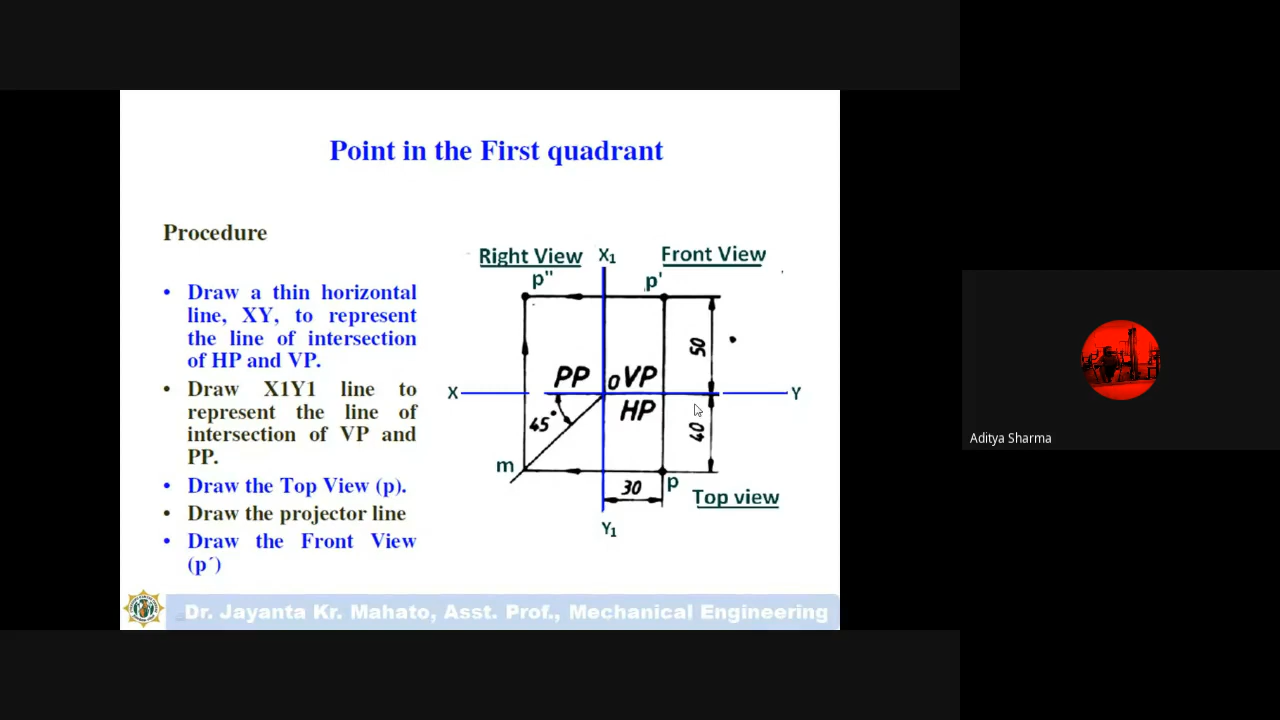 Point in the First quadrant
Procedure
• Draw a thin horizontal
line, XY, to represent
the line of intersection
of HP and VP.
• Draw X1Y1 line to
represent the line of
intersection of VP and
PP.
• Draw the Top View (p).
• Draw the projector line
• Draw the Front View
(p´)
Right View X₁ Front View
p" p'
50
PP O VP
X Y
45° HP
40
m
30 p
Top view
Y₁
Dr. Jayanta Kr. Mahato, Asst. Prof., Mechanical Engineering
Aditya Sharma